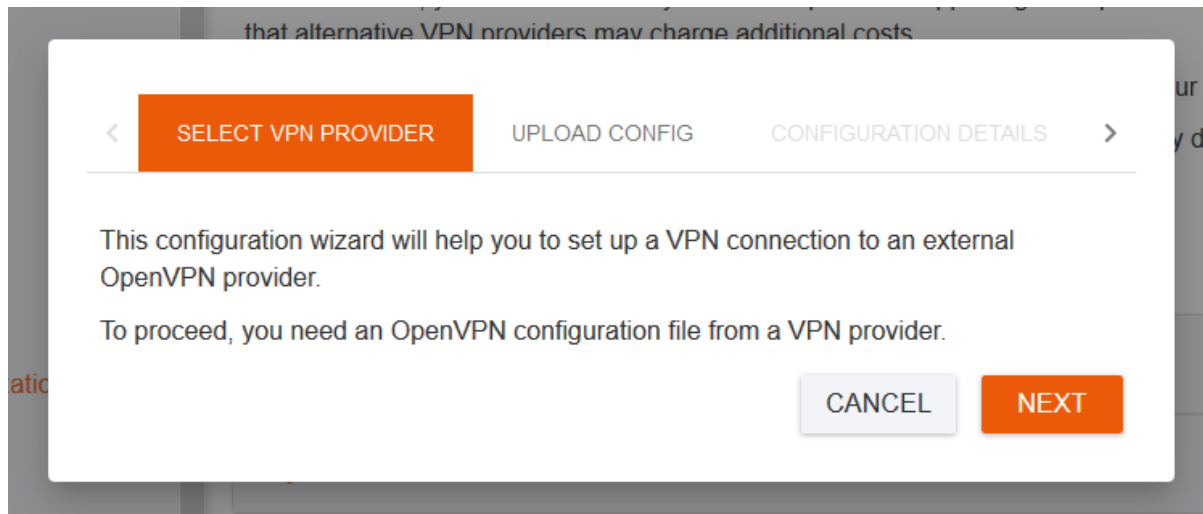 that alternative VPN providers may charge additional costs
ur
SELECT VPN PROVIDER UPLOAD CONFIG CONFIGURATION DETAILS
y d
This configuration wizard will help you to set up a VPN connection to an external
OpenVPN provider.
To proceed, you need an OpenVPN configuration file from a VPN provider.
CANCEL NEXT